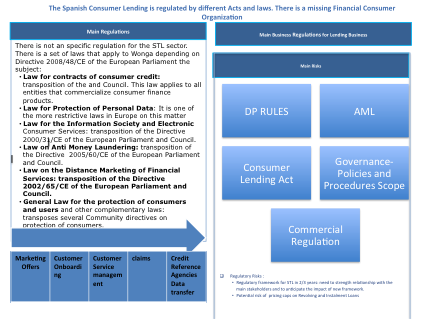 The Spanish Consumer Lending is regulated by different Acts and laws. There is a missing Financial Consumer
Organization
Main Regulations
There is not an specific regulation for the STL sector.
There is a set of laws that apply to Wonga depending on
Directive 2008/48/CE of the European Parliament the
subject:
• Law for contracts of consumer credit:
transposition of the and Council. This law applies to all
entities that commercialize consumer finance
products.
• Law for Protection of Personal Data: It is one of
the more restrictive laws in Europe on this matter
• Law for the Information Society and Electronic
Consumer Services: transposition of the Directive
2000/31/CE of the European Parliament and Council.
• Law of Anti Money Laundering: transposition of
the Directive 2005/60/CE of the European Parliament
and Council.
• Law on the Distance Marketing of Financial
Services: transposition of the Directive
2002/65/CE of the European Parliament and
Council.
• General Law for the protection of consumers
and users and other complementary laws:
transposes several Community directives on
protection of consumers.
Marketing
Offers
Customer
Onboardi
ng
Customer
Service
managem
ent
claims
Credit
Reference
Agencies
Data
transfer
Main Business Regulations for Lending Business
Main Risks
DP RULES
AML
Consumer
Lending Act
Governance-
Policies and
Procedures Scope
Commercial
Regulation
Regulatory Risks :
• Regulatory framework for STL in 2/3 years: need to strength relationship with the
main stakeholders and to anticipate the impact of new framework.
• Potential risk of pricing caps on Revolving and Instalment Loans